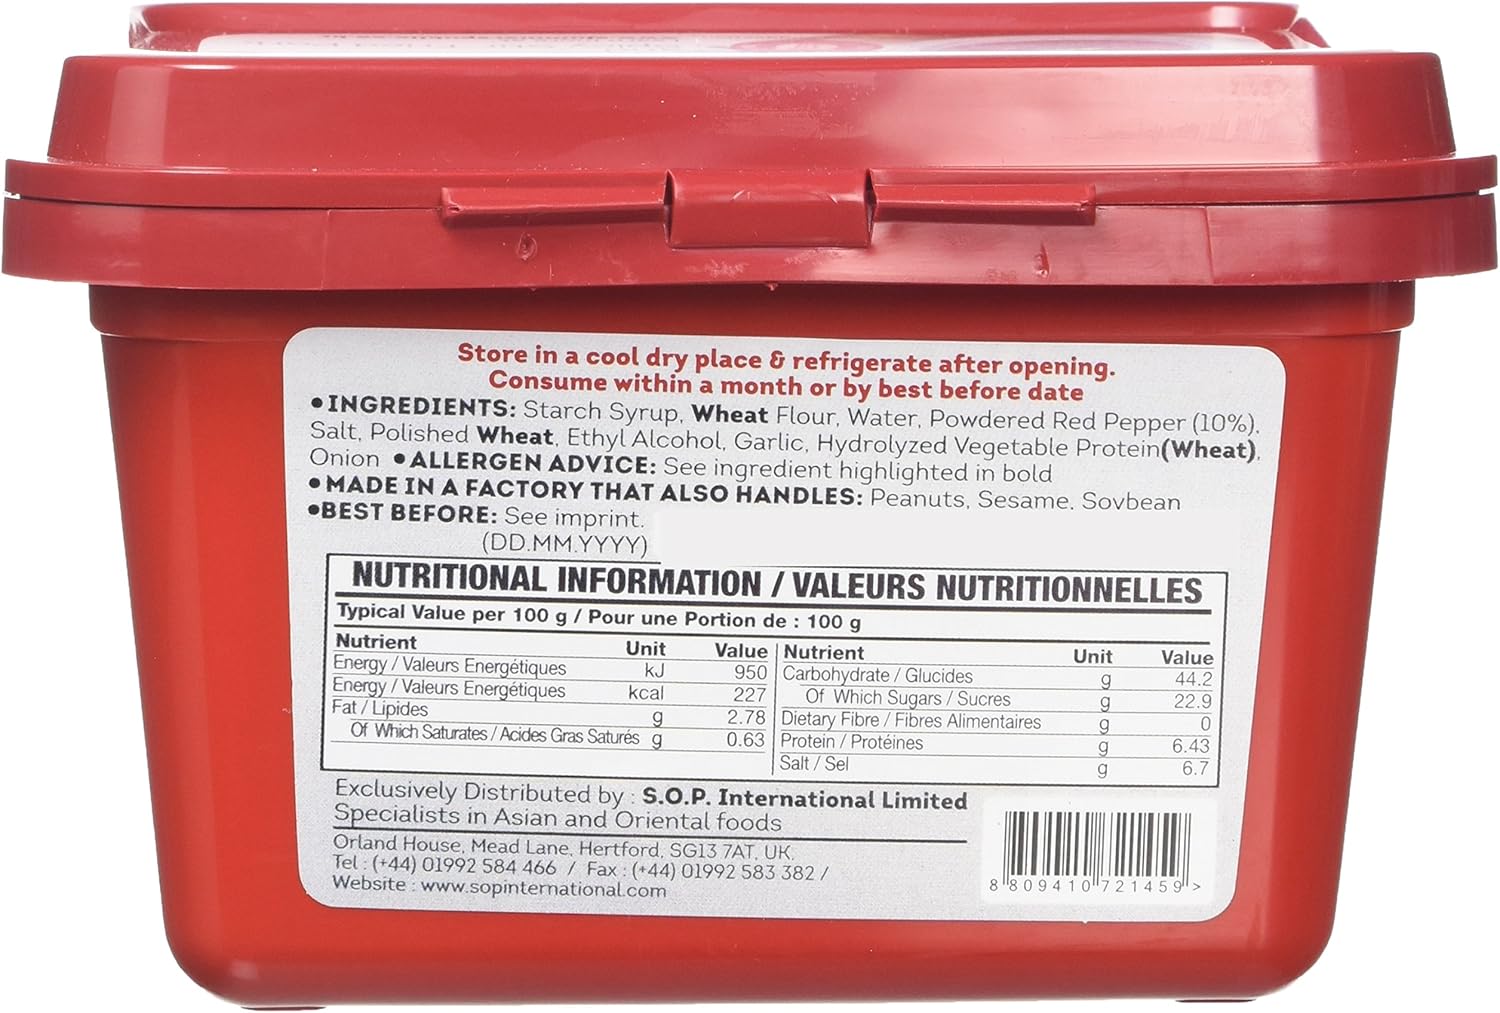 Store in a cool dry place & refrigerate after opening.
Consume within a month or by best before date
•INGREDIENTS: Starch Syrup, Wheat Flour, Water, Powdered Red Pepper (10%),
Salt, Polished Wheat, Ethyl Alcohol, Garlic, Hydrolyzed Vegetable Protein(Wheat),
Onion •ALLERGEN ADVICE: See ingredient highlighted in bold
•MADE IN A FACTORY THAT ALSO HANDLES: Peanuts, Sesame, Sovbean
•BEST BEFORE: See imprint.
(DD.MM.YYYY)
NUTRITIONAL INFORMATION / VALEURS NUTRITIONNELLES
Typical Value per 100 g / Pour une Portion de : 100 g
Nutrient Unit Value
Energy / Valeurs Energétiques kJ 950
Energy / Valeurs Energétiques kcal 227
Fat / Lipides g 2.78
Of Which Saturates / Acides Gras Saturés g 0.63
Nutrient Unit Value
Carbohydrate / Glucides g 44.2
Of Which Sugars / Sucres g 22.9
Dietary Fibre / Fibres Alimentaires g 0
Protein / Protéines g 6.43
Salt / Sel g 6.7
Exclusively Distributed by : S.O.P. International Limited
Specialists in Asian and Oriental foods
Orland House, Mead Lane, Hertford, SG13 7AT, UK.
Tel : (+44) 01992 584 466 / Fax : (+44) 01992 583 382 /
Website : www.sopinternational.com
8 809410 721459 >